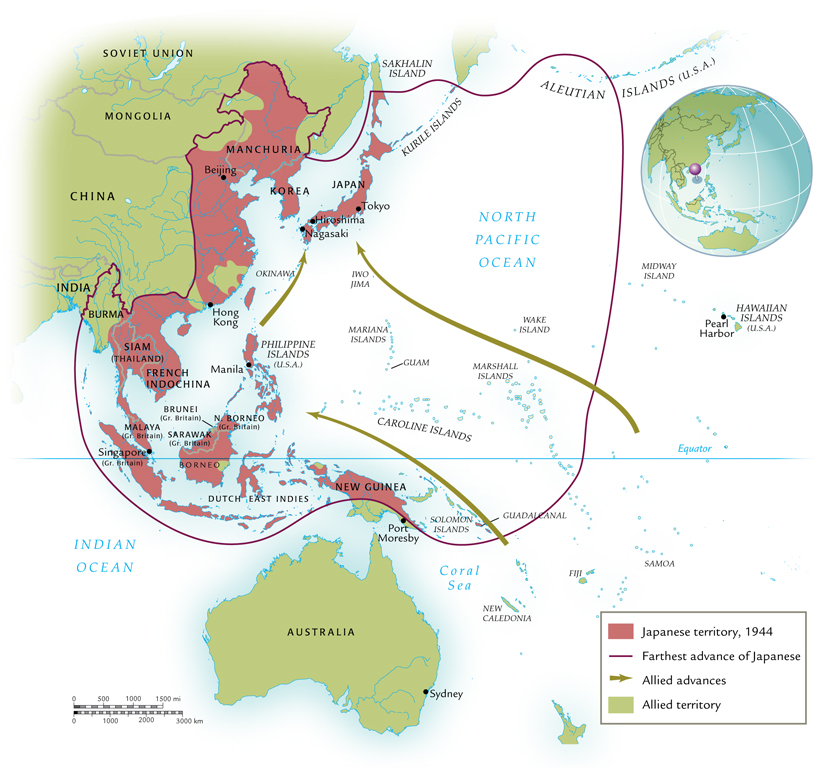 SOVIET UNION
SAKHALIN
ISLAND
ALEUTIAN ISLANDS (U.S.A.)
MONGOLIA
KURILE ISLANDS
MANCHURIA
Beijing
KOREA
JAPAN
CHINA
Tokyo
Hiroshima
Nagasaki
NORTH
PACIFIC
OCEAN
OKINAWA
IWO
JIMA
MIDWAY
ISLAND
INDIA
BURMA
Hong
Kong
HAWAIIAN
ISLANDS
(U.S.A.)
Pearl
Harbor
WAKE
ISLAND
MARIANA
ISLANDS
SIAM
(THAILAND)
PHILIPPINE
ISLANDS
(U.S.A.)
GUAM
Manila
FRENCH
INDOCHINA
MARSHALL
ISLANDS
BRUNEI
(Gr. Britain)
N. BORNEO
(Gr. Britain)
MALAYA
(Gr. Britain)
SARAWAK
(Gr. Britain)
CAROLINE ISLANDS
Singapore
(Gr. Britain)
BORNEO
Equator
DUTCH EAST INDIES
NEW GUINEA
SOLOMON
ISLANDS
GUADALCANAL
Port
Moresby
INDIAN
OCEAN
Coral
Sea
SAMOA
FIJI
NEW
CALEDONIA
AUSTRALIA
Sydney
Japanese territory, 1944
Farthest advance of Japanese
Allied advances
Allied territory
0 500 1000 1500 mi
0 1000 2000 3000 km